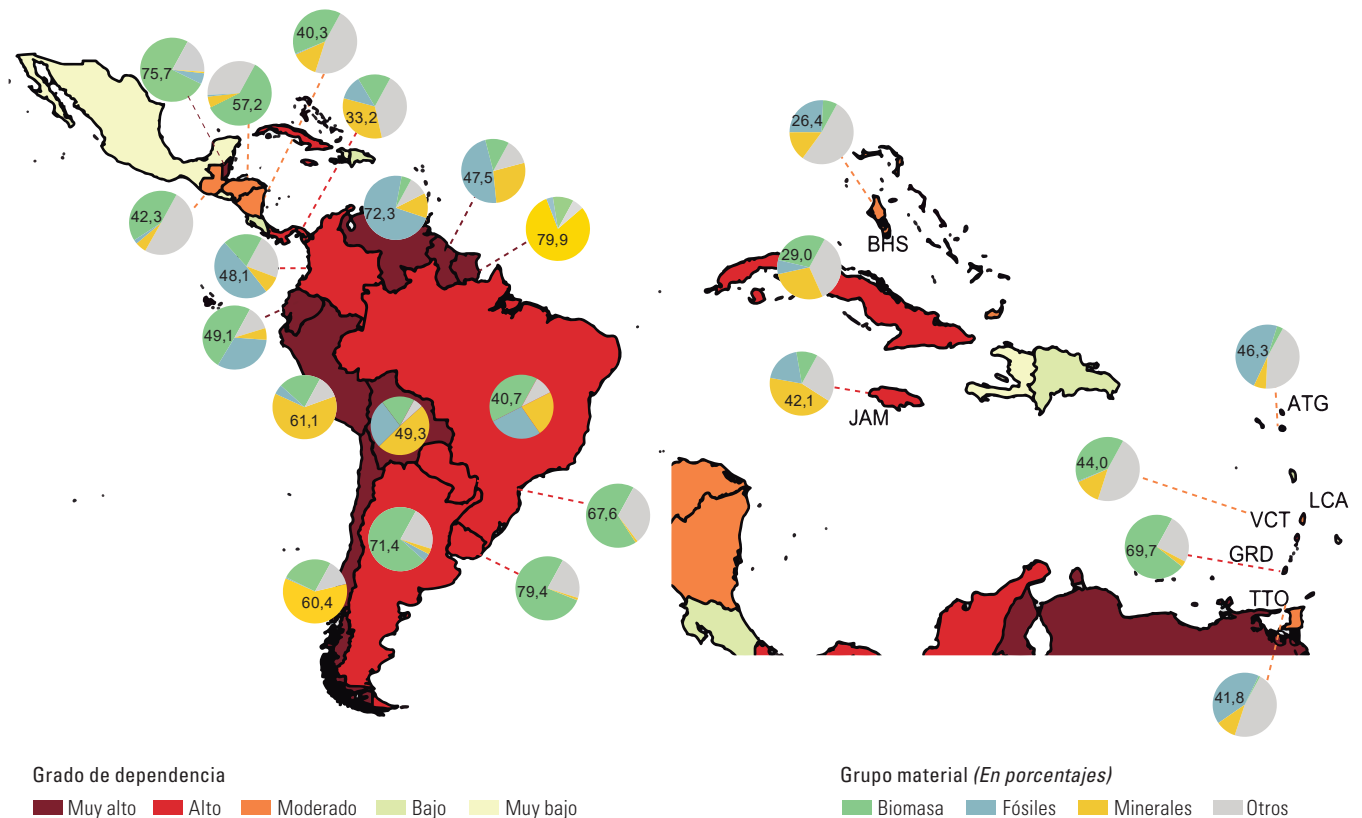 40,3
75,7
57,2
33,2
47,5
72,3
79,9
42,3
48,1
49,1
61,1
49,3
40,7
67,6
71,4
79,4
60,4
26,4
BHS
29,0
46,3
42,1
JAM
ATG
44,0
LCA
VCT
69,7
GRD
TTO
41,8
Grado de dependencia
Muy alto Alto Moderado Bajo Muy bajo
Grupo material (En porcentajes)
Biomasa Fósiles Minerales Otros